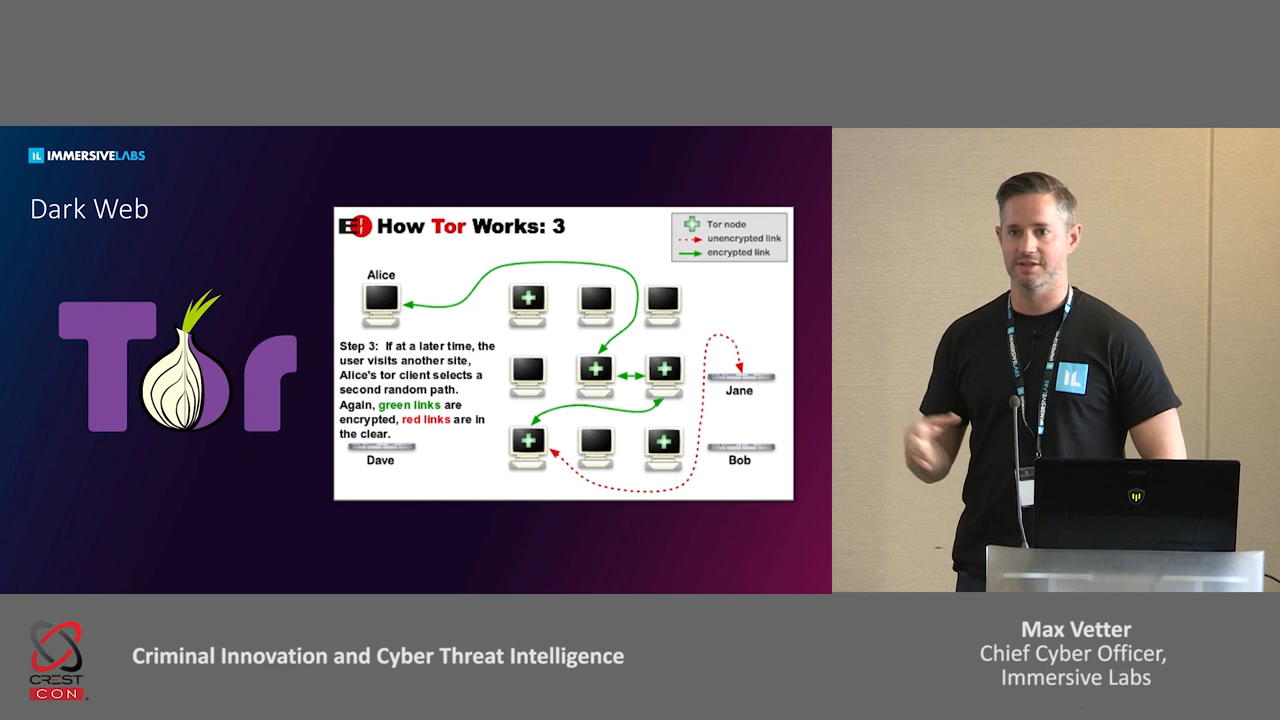 IL IMMERSIVELABS
Dark Web
Tor
EFF How Tor Works: 3
Tor node
unencrypted link
encrypted link
Alice
Step 3: If at a later time, the
user visits another site,
Alice's tor client selects a
second random path.
Again, green links are
encrypted, red links are in
the clear.
Dave
Jane
Bob
IL
IMMERSIVELABS
CREST
CON
Criminal Innovation and Cyber Threat Intelligence
Max Vetter
Chief Cyber Officer,
Immersive Labs